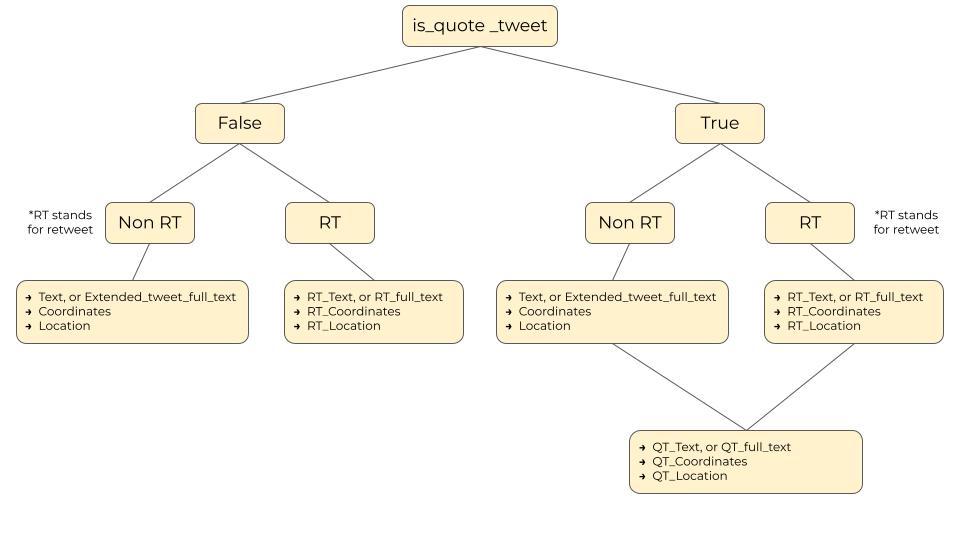 is_quote _tweet
False
True
*RT stands
for retweet
Non RT
RT
Non RT
RT
*RT stands
for retweet
➜ Text, or Extended_tweet_full_text
➜ Coordinates
➜ Location
➜ RT_Text, or RT_full_text
➜ RT_Coordinates
➜ RT_Location
➜ Text, or Extended_tweet_full_text
➜ Coordinates
➜ Location
➜ RT_Text, or RT_full_text
➜ RT_Coordinates
➜ RT_Location
➜ QT_Text, or QT_full_text
➜ QT_Coordinates
➜ QT_Location